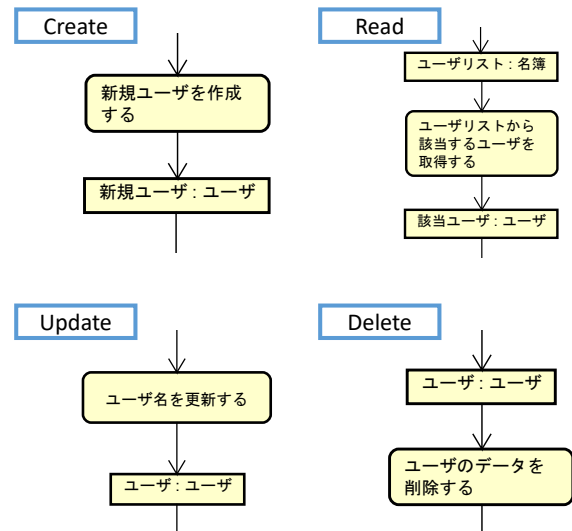 Create
新規ユーザを作成
する
新規ユーザ : ユーザ
Read
ユーザリスト : 名簿
ユーザリストから
該当するユーザを
取得する
該当ユーザ : ユーザ
Update
ユーザ名を更新する
ユーザ : ユーザ
Delete
ユーザ : ユーザ
ユーザのデータを
削除する